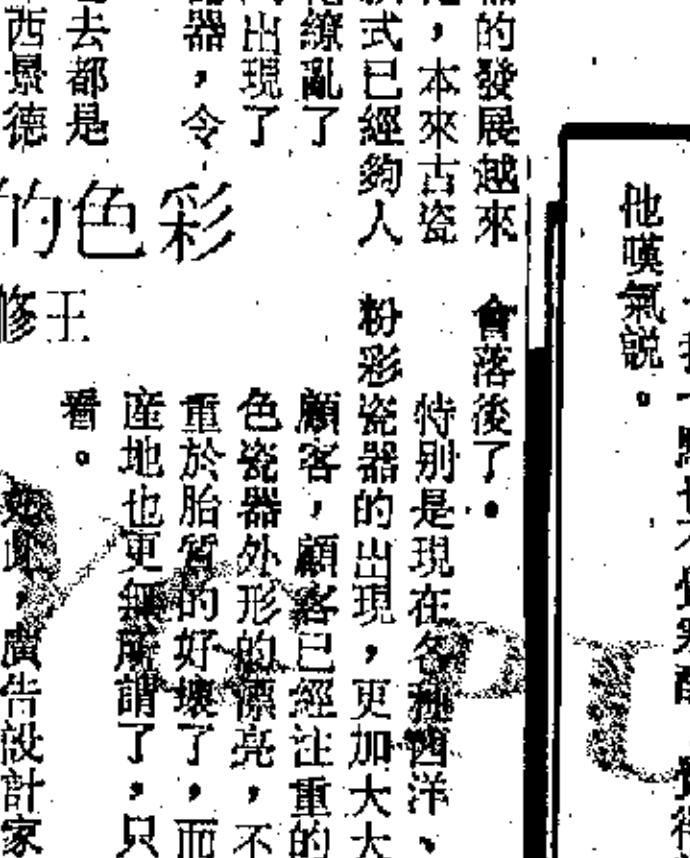 他嘆氣説。
的發展越來
，本來古瓷
式已經夠人
繚亂了
出現了
器，令
去都是
西景德
的色彩
修王
會落後了。
特別是現在各種西洋、
粉彩瓷器的出現，更加大大
顧客，顧客已經注重的
色瓷器外形的漂亮，不
重於胎質的好壞了，而
産地也更無所謂了，只
看。
，廣告設計家